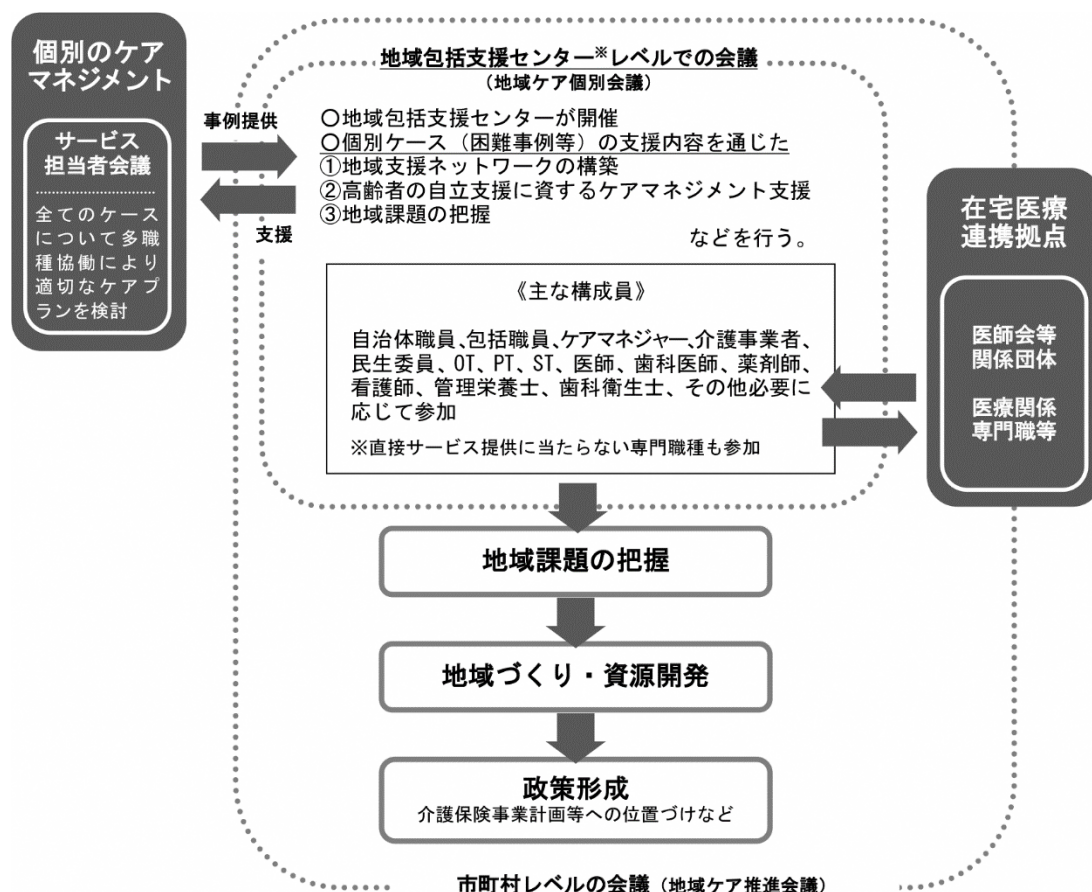 個別のケア
マネジメント
サービス
担当者会議
全てのケース
について多職
種協働により
適切なケアプ
ランを検討
事例提供
支援
地域包括支援センター※レベルでの会議
(地域ケア個別会議)
〇地域包括支援センターが開催
〇個別ケース(困難事例等)の支援内容を通じた
①地域支援ネットワークの構築
②高齢者の自立支援に資するケアマネジメント支援
③地域課題の把握
などを行う。
《主な構成員》
自治体職員、包括職員、ケアマネジャー、介護事業者、
民生委員、OT、PT、ST、医師、歯科医師、薬剤師、
看護師、管理栄養士、歯科衛生士、その他必要に
応じて参加
※直接サービス提供に当たらない専門職種も参加
在宅医療
連携拠点
医師会等
関係団体
医療関係
専門職等
地域課題の把握
地域づくり・資源開発
政策形成
介護保険事業計画等への位置づけなど
市町村レベルの会議(地域ケア推進会議)